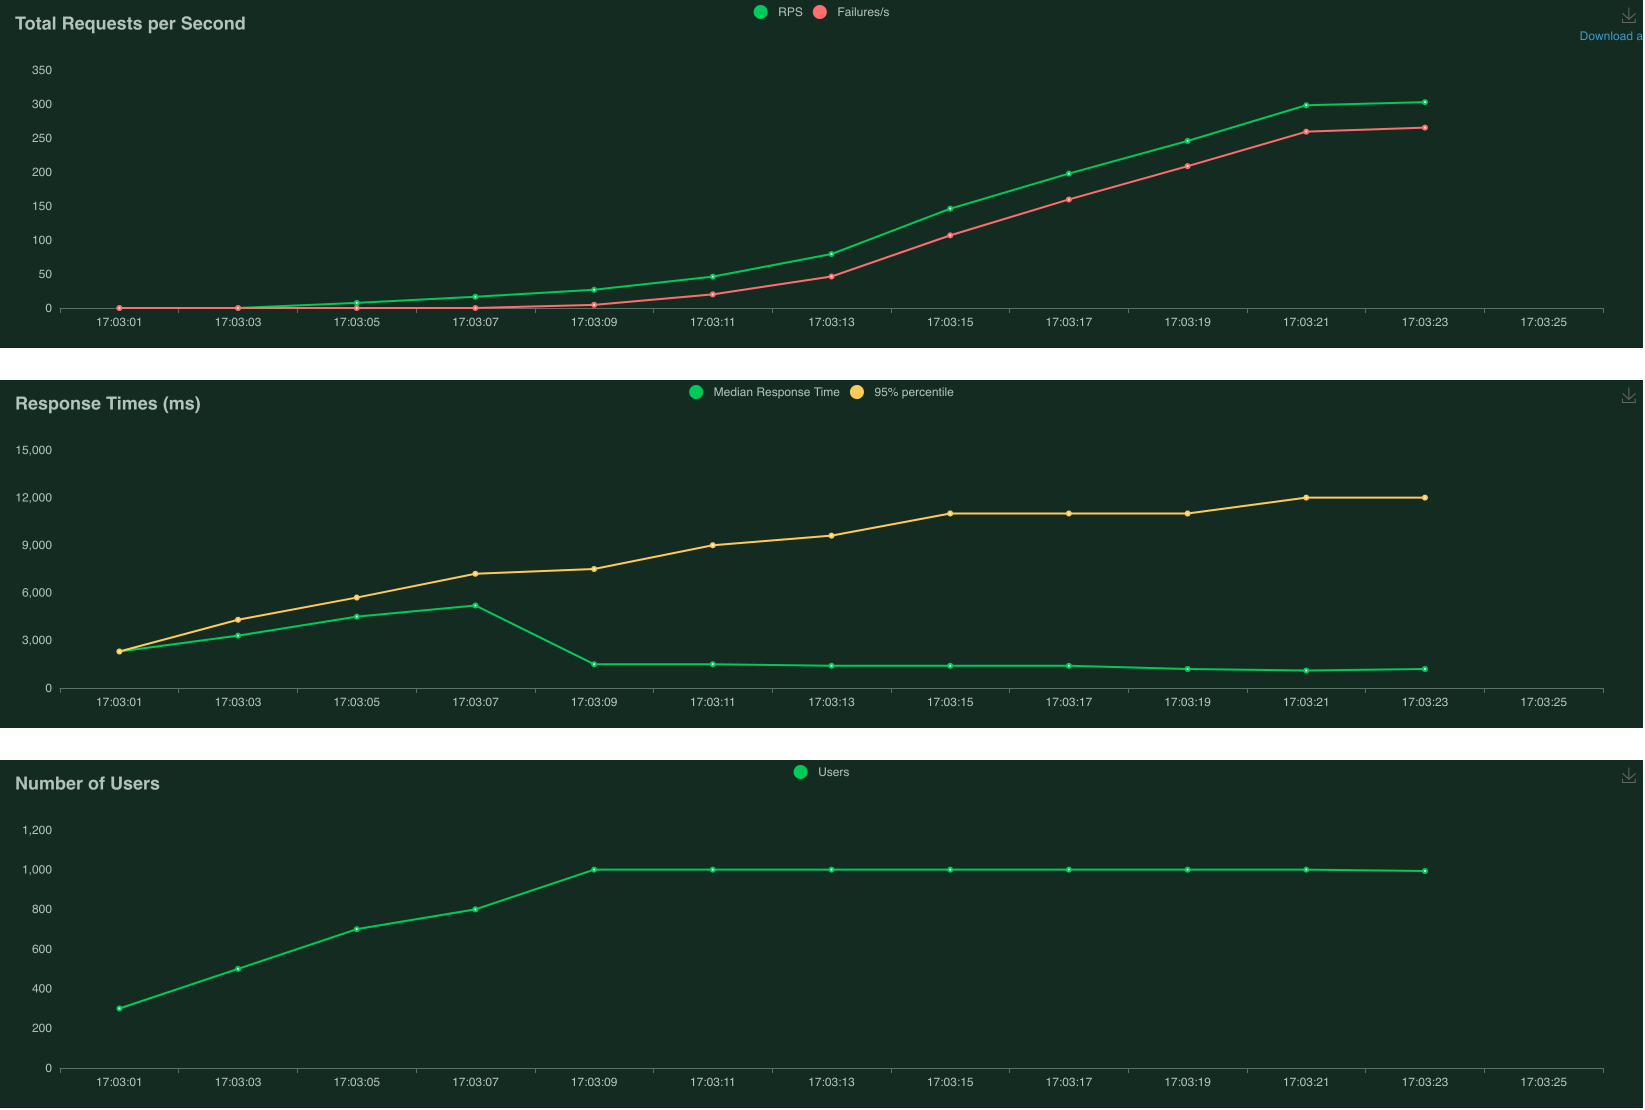 Total Requests per Second
RPS Failures/s
Download a
350
300
250
200
150
100
50
0
17:03:01 17:03:03 17:03:05 17:03:07 17:03:09 17:03:11 17:03:13 17:03:15 17:03:17 17:03:19 17:03:21 17:03:23 17:03:25
Response Times (ms)
Median Response Time 95% percentile
15,000
12,000
9,000
6,000
3,000
0
17:03:01 17:03:03 17:03:05 17:03:07 17:03:09 17:03:11 17:03:13 17:03:15 17:03:17 17:03:19 17:03:21 17:03:23 17:03:25
Number of Users
Users
1,200
1,000
800
600
400
200
0
17:03:01 17:03:03 17:03:05 17:03:07 17:03:09 17:03:11 17:03:13 17:03:15 17:03:17 17:03:19 17:03:21 17:03:23 17:03:25